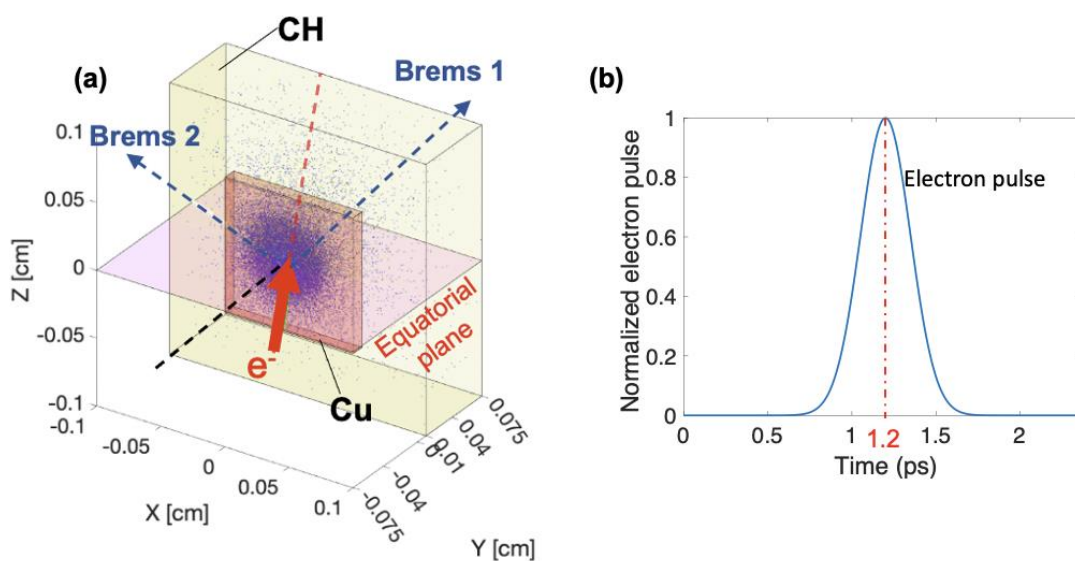 (a)
CH
Brems 1
Brems 2
0.1
0.05
0
-0.05
-0.1
Z [cm]
-0.1
-0.05
0
0.05
0.1
X [cm]
e-
Cu
Equatorial
plane
0.075
0.04
0.01
0
-0.04
-0.075
Y [cm]
(b)
1
0.8
0.6
0.4
0.2
0
Normalized electron pulse
Electron pulse
0
0.5
1
1.2
1.5
2
Time (ps)